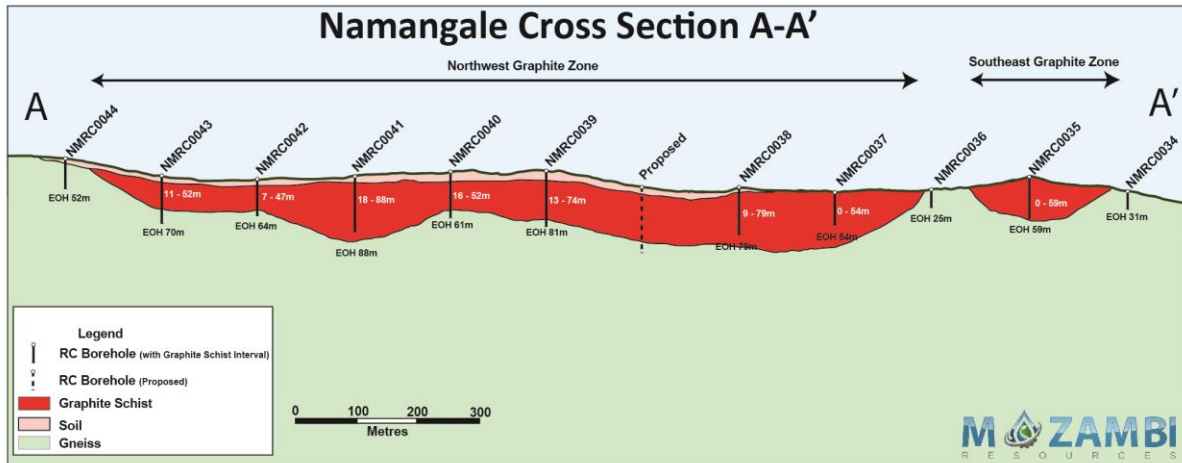 Namangale Cross Section A-A’
Northwest Graphite Zone
Southeast Graphite Zone
A
A’
NMRC0044
NMRC0043
NMRC0042
NMRC0041
NMRC0040
NMRC0039
Proposed
NMRC0038
NMRC0037
NMRC0036
NMRC0035
NMRC0034
11 - 52m
7 - 47m
18 - 88m
16 - 52m
13 - 74m
9 - 79m
0 - 54m
0 - 59m
EOH 52m
EOH 70m
EOH 64m
EOH 88m
EOH 61m
EOH 81m
EOH 79m
EOH 54m
EOH 25m
EOH 59m
EOH 31m
Legend
RC Borehole (with Graphite Schist Interval)
RC Borehole (Proposed)
Graphite Schist
Soil
Gneiss
0 100 200 300
Metres
MOZAMBI
RESOURCES